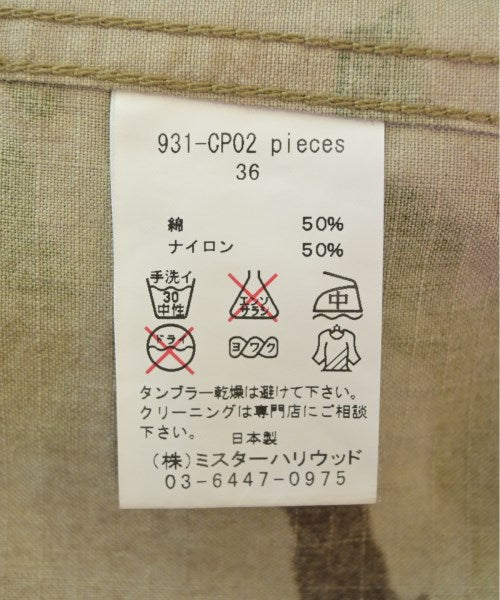 931-CP02 pieces
36
綿 50%
ナイロン 50%
手洗イ
30
中性
エンソ
サラシ
中
ドライ
ヨワク
タンブラー乾燥は避けて下さい。
クリーニングは専門店にご相談
下さい。
日本製
(株)ミスターハリウッド
03-6447-0975